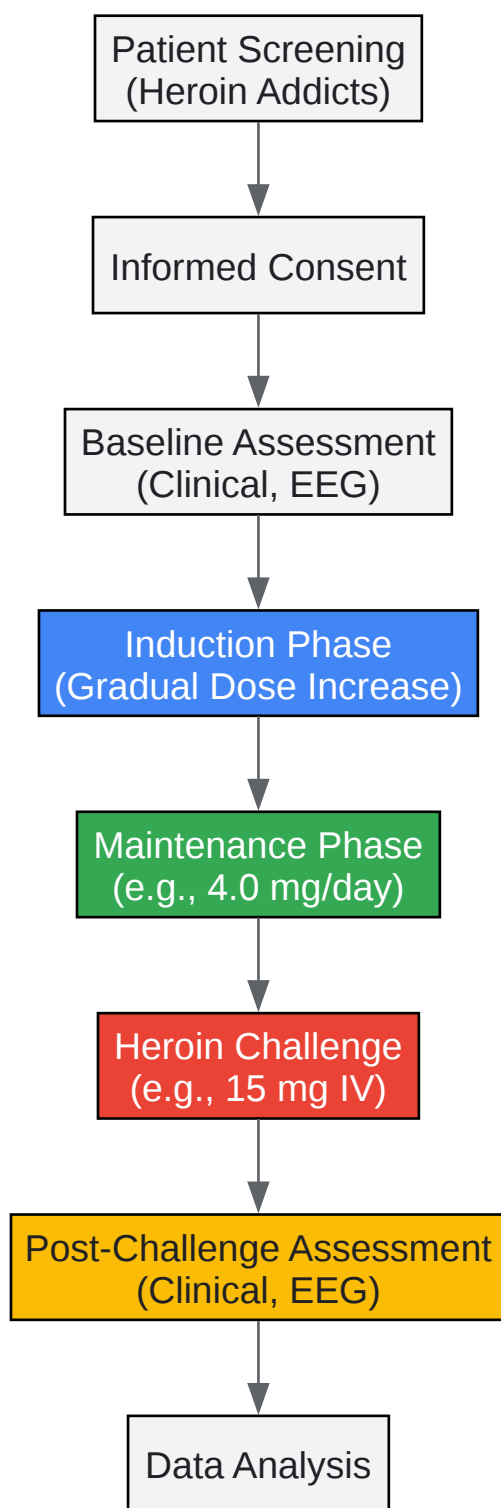 Patient Screening
(Heroin Addicts)
Informed Consent
Baseline Assessment
(Clinical, EEG)
Induction Phase
(Gradual Dose Increase)
Maintenance Phase
(e.g., 4.0 mg/day)
Heroin Challenge
(e.g., 15 mg IV)
Post-Challenge Assessment
(Clinical, EEG)
Data Analysis